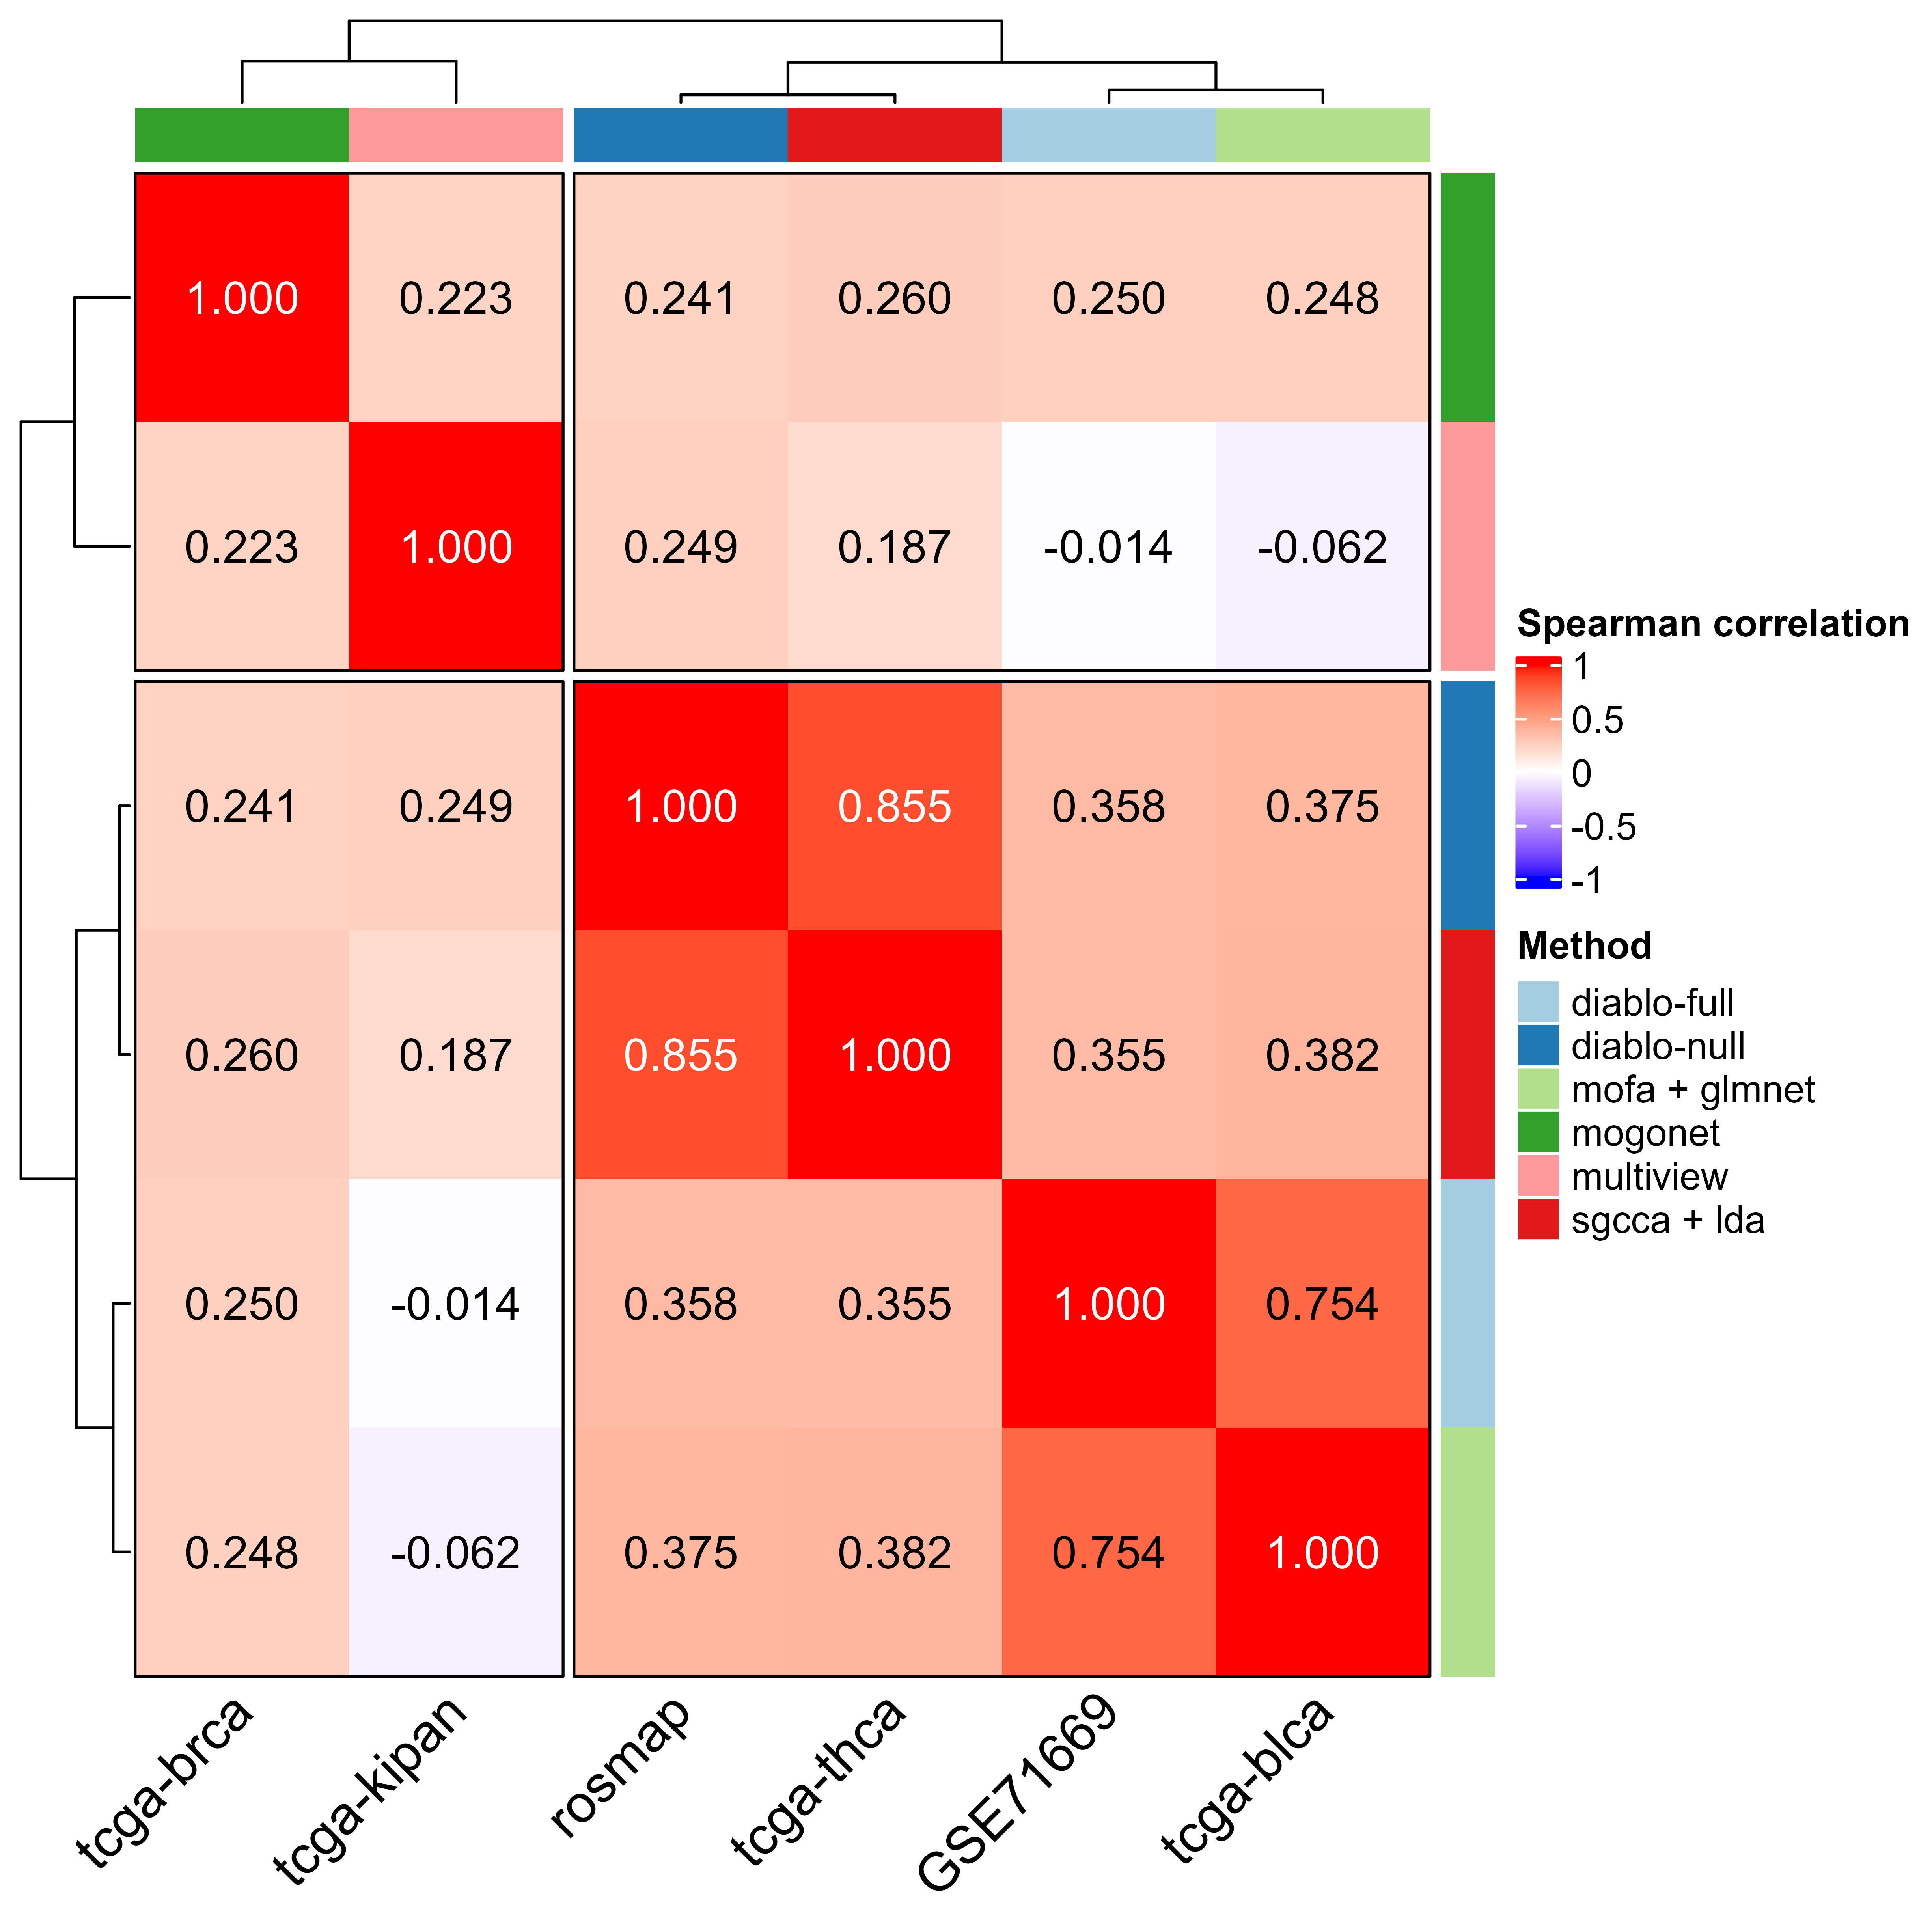 1.000 0.223 0.241 0.260 0.250 0.248
0.223 1.000 0.249 0.187 -0.014 -0.062
0.241 0.249 1.000 0.855 0.358 0.375
0.260 0.187 0.855 1.000 0.355 0.382
0.250 -0.014 0.358 0.355 1.000 0.754
0.248 -0.062 0.375 0.382 0.754 1.000
tcga-brca
tcga-kipan
rosmap
tcga-thca
GSE71669
tcga-blca
Spearman correlation
1
0.5
0
-0.5
-1
Method
diablo-full
diablo-null
mofa + glmnet
mogonet
multiview
sgcca + lda